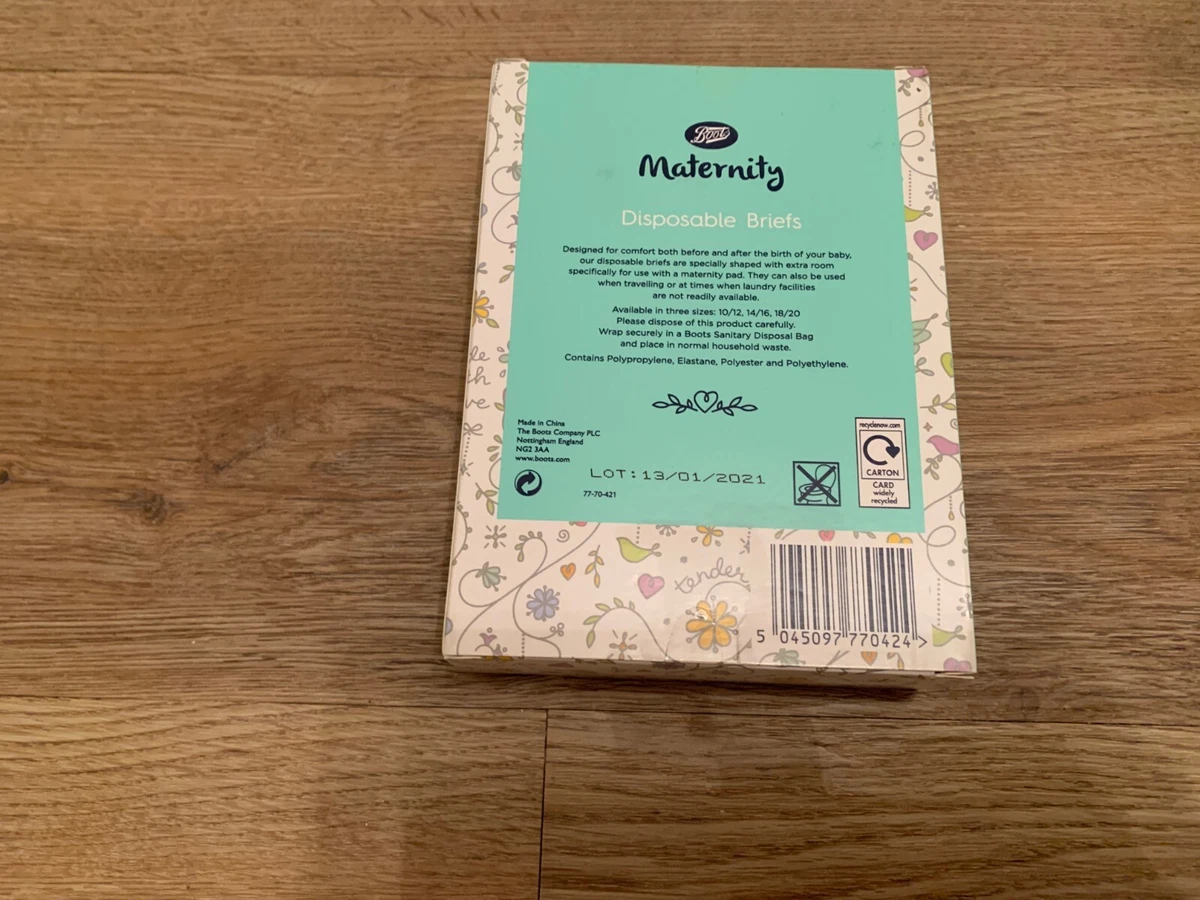 Boots
Maternity
Disposable Briefs
Designed for comfort both before and after the birth of your baby,
our disposable briefs are specially shaped with extra room
specifically for use with a maternity pad. They can also be used
when travelling or at times when laundry facilities
are not readily available.
Available in three sizes: 10/12, 14/16, 18/20
Please dispose of this product carefully.
Wrap securely in a Boots Sanitary Disposal Bag
and place in normal household waste.
Contains Polypropylene, Elastane, Polyester and Polyethylene.
Made in China
The Boots Company PLC
Nottingham England
NG2 3AA
www.boots.com
LOT:13/01/2021
77-70-421
recyclenow.com
CARTON
CARD
widely
recycled
tender
5 045097 770424 >